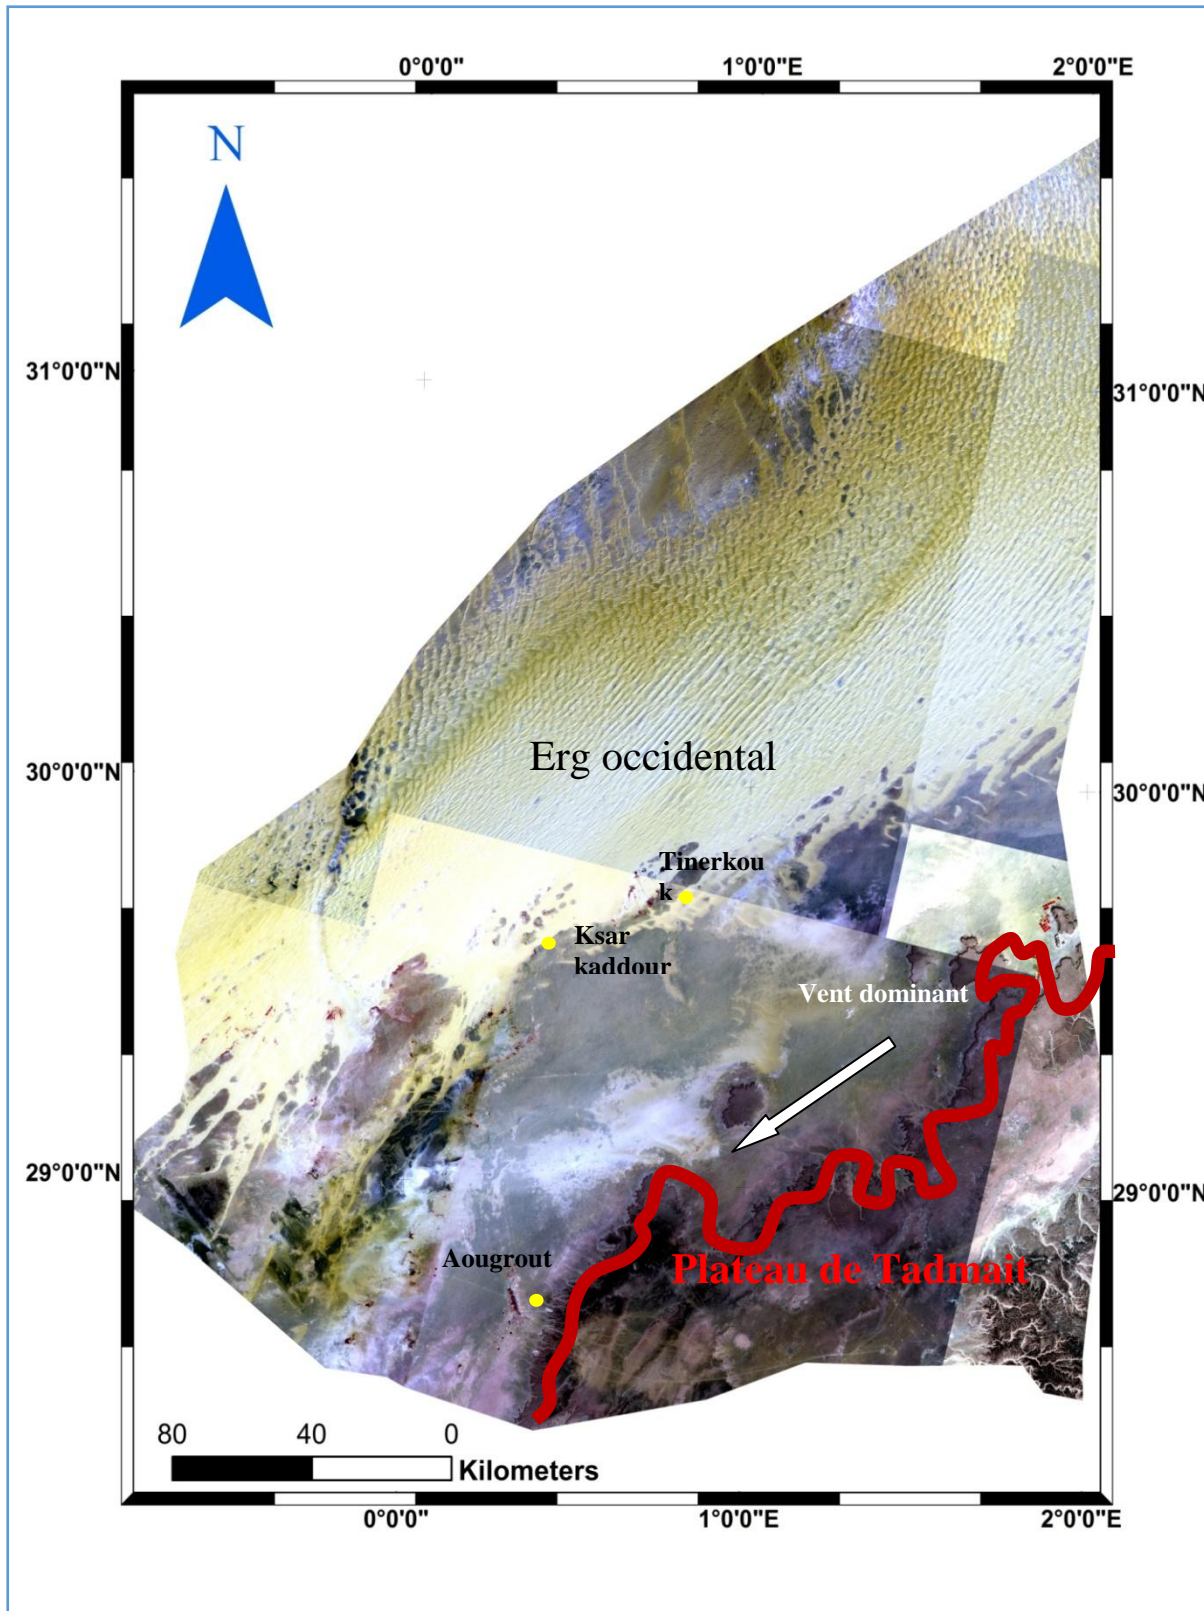 0°0'0" 1°0'0"E 2°0'0"E
N
31°0'0"N 31°0'0"N
Erg occidental
30°0'0"N 30°0'0"N
Tinerkou
k
Ksar
kaddour
Vent dominant
29°0'0"N 29°0'0"N
Aougrout
Plateau de Tadmait
80 40 0
Kilometers
0°0'0" 1°0'0"E 2°0'0"E